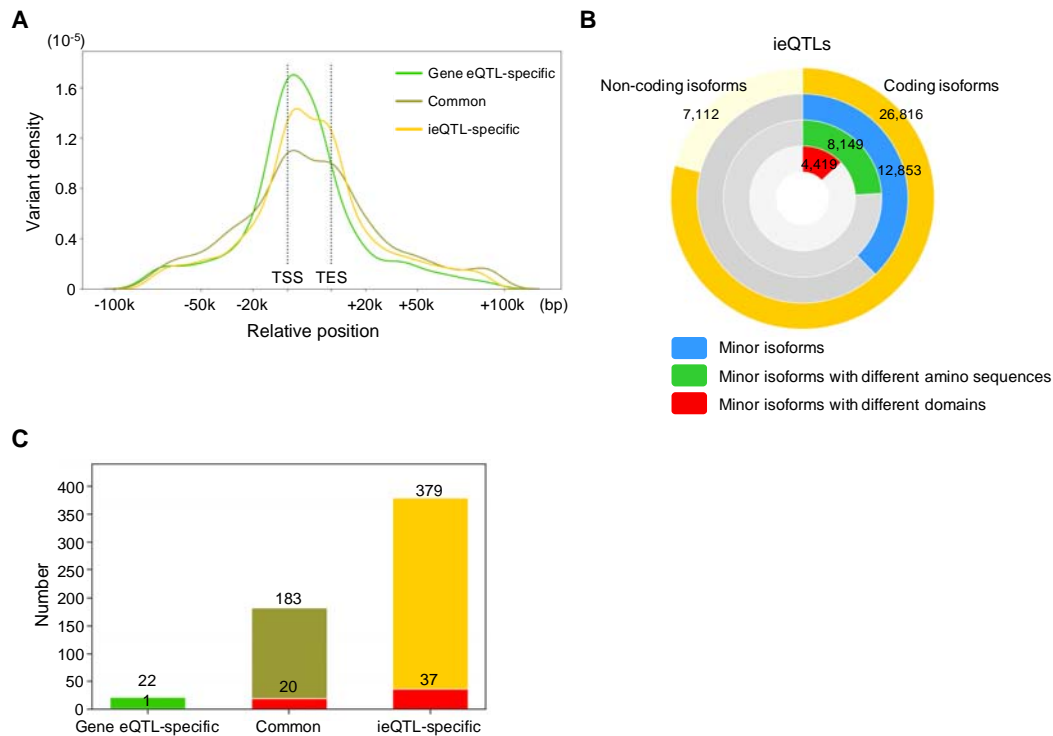 A
(10⁻⁵)
1.6
1.2
0.8
0.4
0
Variant density
Gene eQTL-specific
Common
ieQTL-specific
TSS
TES
-100k
-50k
-20k
+20k
+50k
+100k
(bp)
Relative position
B
ieQTLs
Non-coding isoforms
7,112
Coding isoforms
26,816
8,149
4,419
12,853
Minor isoforms
Minor isoforms with different amino sequences
Minor isoforms with different domains
C
400
350
300
250
200
150
100
50
0
Number
22
1
183
20
379
37
Gene eQTL-specific
Common
ieQTL-specific